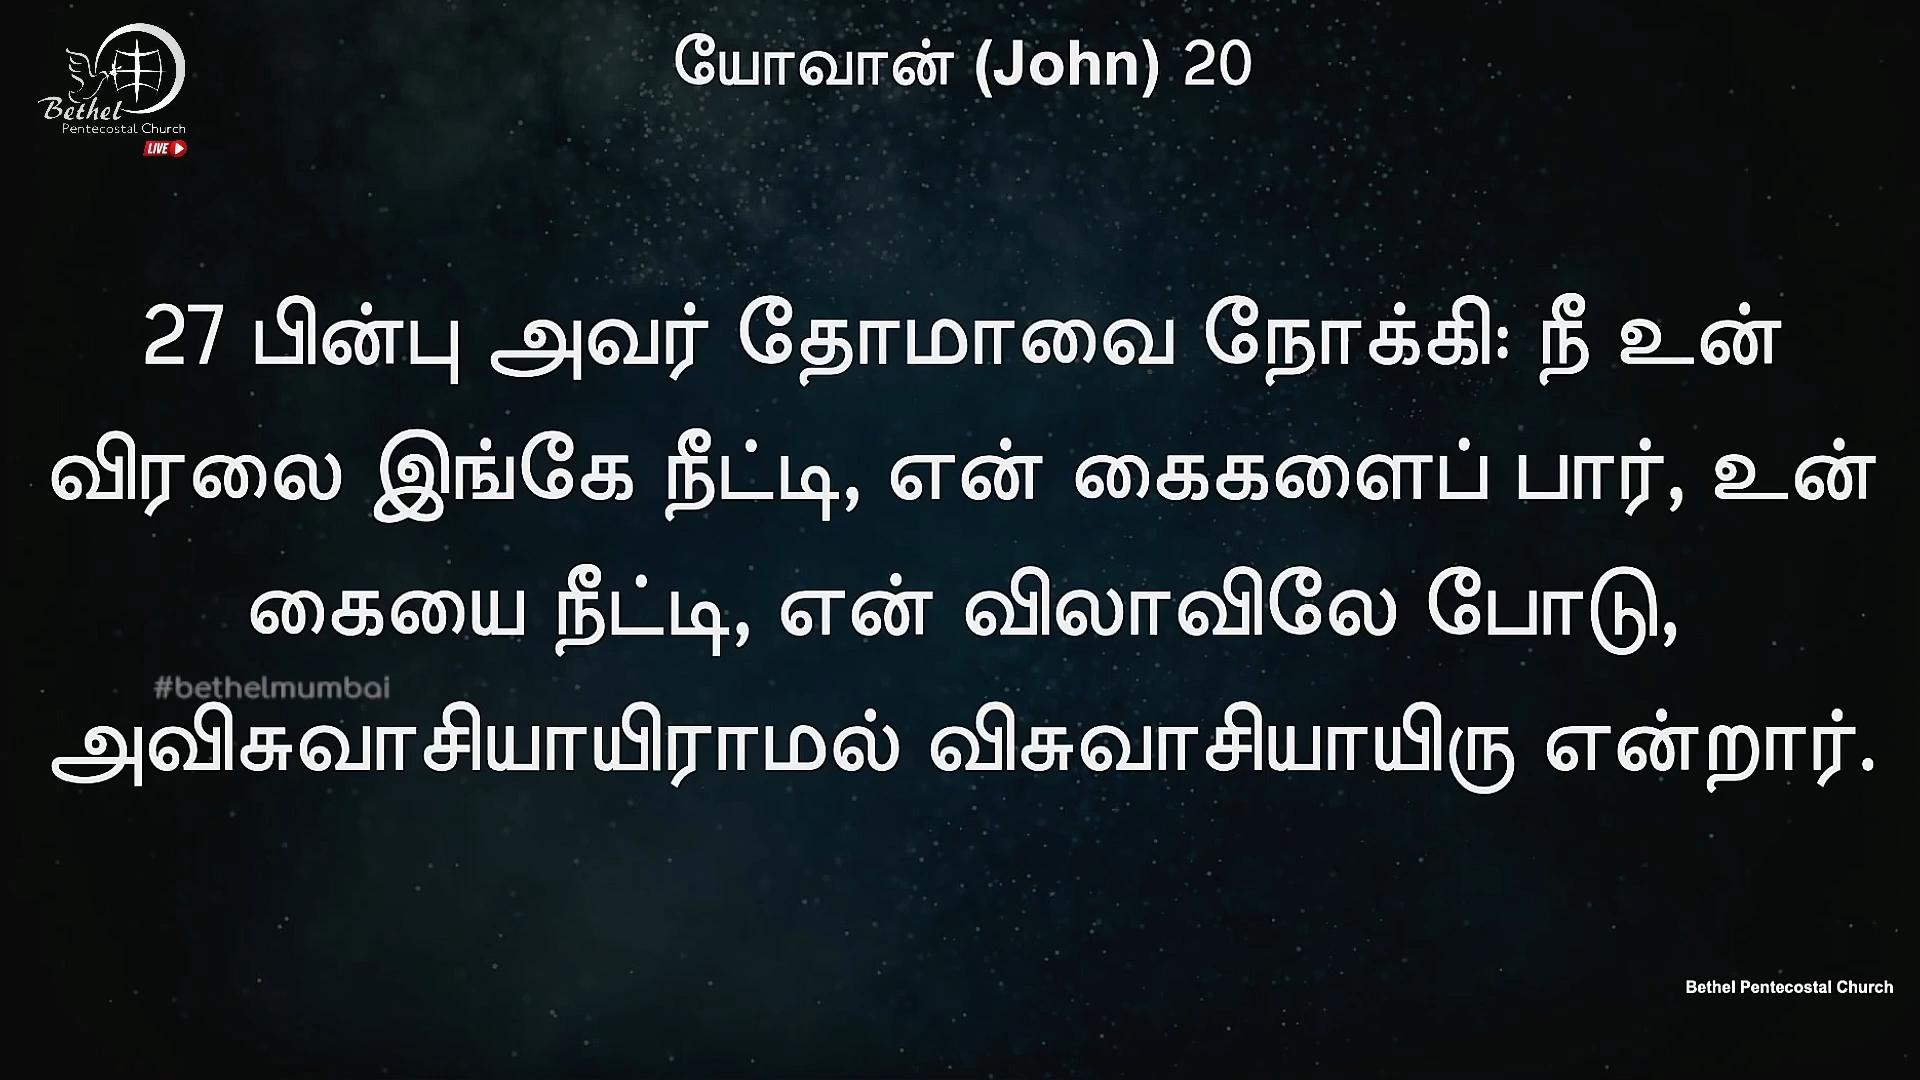 Bethel
Pentecostal Church
LIVE
யோவான் (John) 20
27 பின்பு அவர் தோமாவை நோக்கி: நீ உன்
விரலை இங்கே நீட்டி, என் கைகளைப் பார், உன்
கையை நீட்டி, என் விலாவிலே போடு,
#bethelmumbai
அவிசுவாசியாயிராமல் விசுவாசியாயிரு என்றார்.
Bethel Pentecostal Church